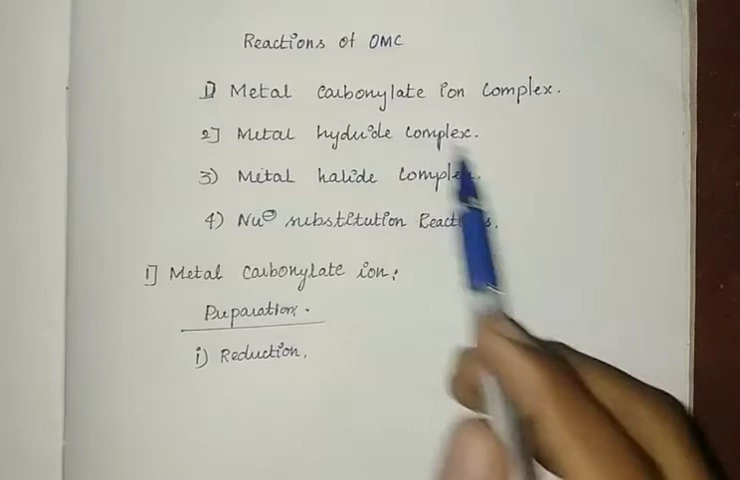 Reactions of OMC
1] Metal carbonylate ion complex.
2] Metal hydride complex.
3) Metal halide
4) Nu⊖ substitution
1] Metal carbonylate ion:
Preparation.
i) Reduction.